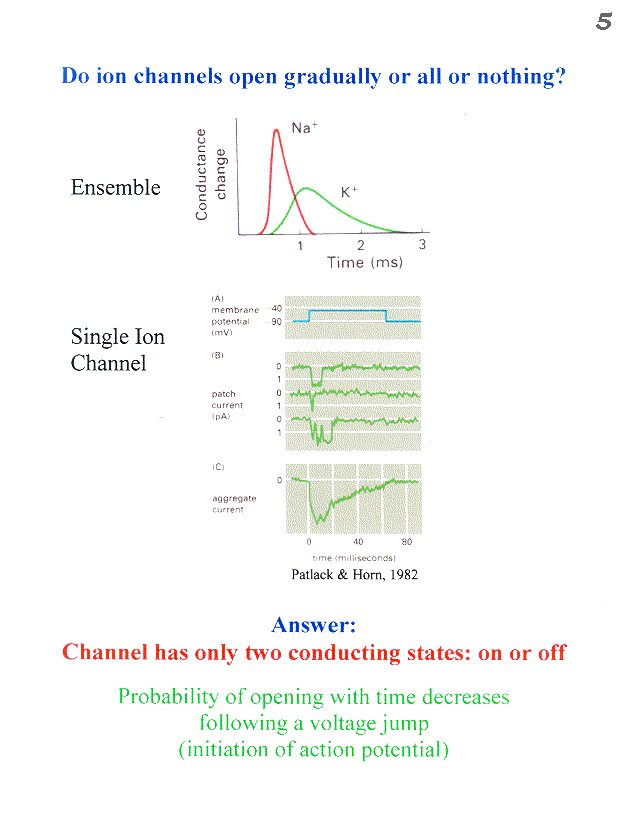 5
Do ion channels open gradually or all or nothing?
Ensemble
Conductance
change
Na+
K+
1 2 3
Time (ms)
Single Ion
Channel
(A)
membrane
potential
(mV)
-40
-90
(B)
patch
current
(pA)
0
1
0
1
0
1
(C)
aggregate
current
0
0 40 80
time (milliseconds)
Patlack & Horn, 1982
Answer:
Channel has only two conducting states: on or off
Probability of opening with time decreases
following a voltage jump
(initiation of action potential)